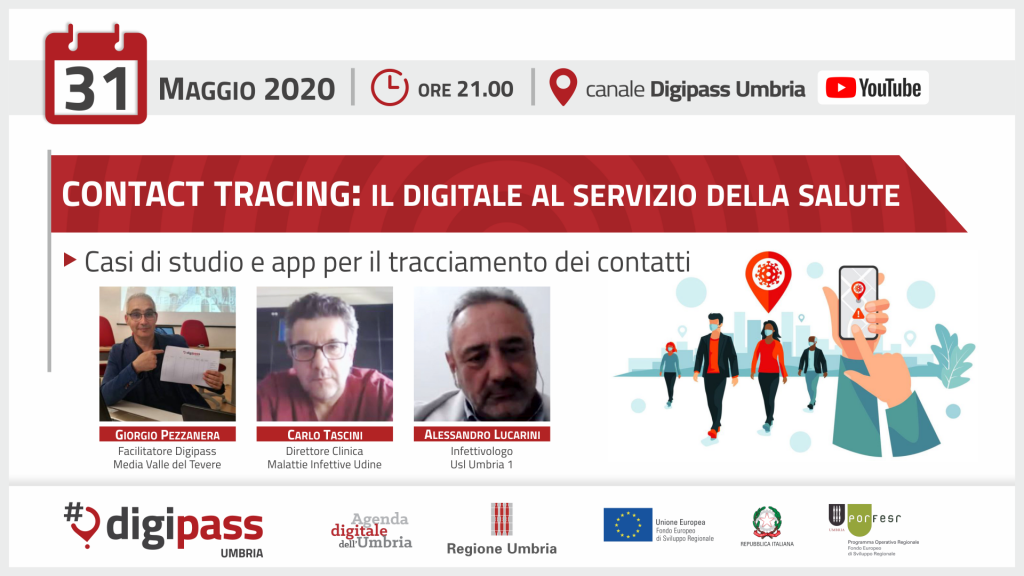 31 MAGGIO 2020 ORE 21.00 canale Digipass Umbria YouTube
CONTACT TRACING: IL DIGITALE AL SERVIZIO DELLA SALUTE
Casi di studio e app per il tracciamento dei contatti
GIORGIO PEZZANERA
Facilitatore Digipass
Media Valle del Tevere
CARLO TASCINI
Direttore Clinica
Malattie Infettive Udine
ALESSANDRO LUCARINI
Infettivologo
Usl Umbria 1
# digipass
UMBRIA
Agenda
digitale
dell'Umbria
Regione Umbria
Unione Europea
Fondo Europeo
di Sviluppo Regionale
REPUBBLICA ITALIANA
porfesr
Programma Operativo Regionale
Fondo Europeo
di Sviluppo Regionale